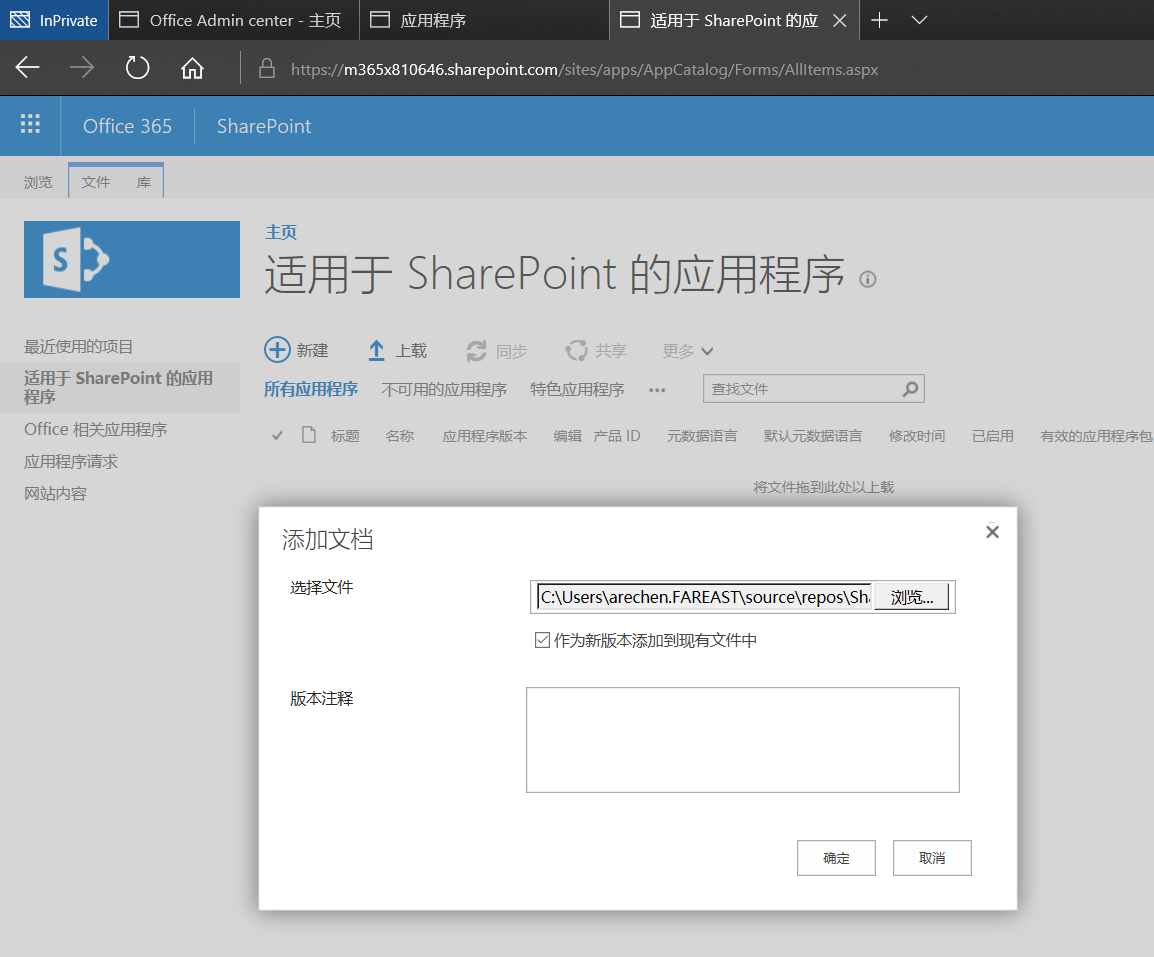 InPrivate
Office Admin center - 主页
应用程序
适用于 SharePoint 的应
https://m365x810646.sharepoint.com/sites/apps/AppCatalog/Forms/AllItems.aspx
Office 365
SharePoint
浏览
文件
库
S
主页
适用于 SharePoint 的应用程序
最近使用的项目
适用于 SharePoint 的应用
程序
Office 相关应用程序
应用程序请求
网站内容
新建 上载 同步 共享 更多
所有应用程序 不可用的应用程序 特色应用程序 ··· 查找文件
标题 名称 应用程序版本 编辑 产品 ID 元数据语言 默认元数据语言 修改时间 已启用 有效的应用程序包
将文件拖到此处以上载
添加文档
选择文件
C:\Users\arechen.FAREAST\source\repos\Sha
浏览...
作为新版本添加到现有文件中
版本注释
确定
取消